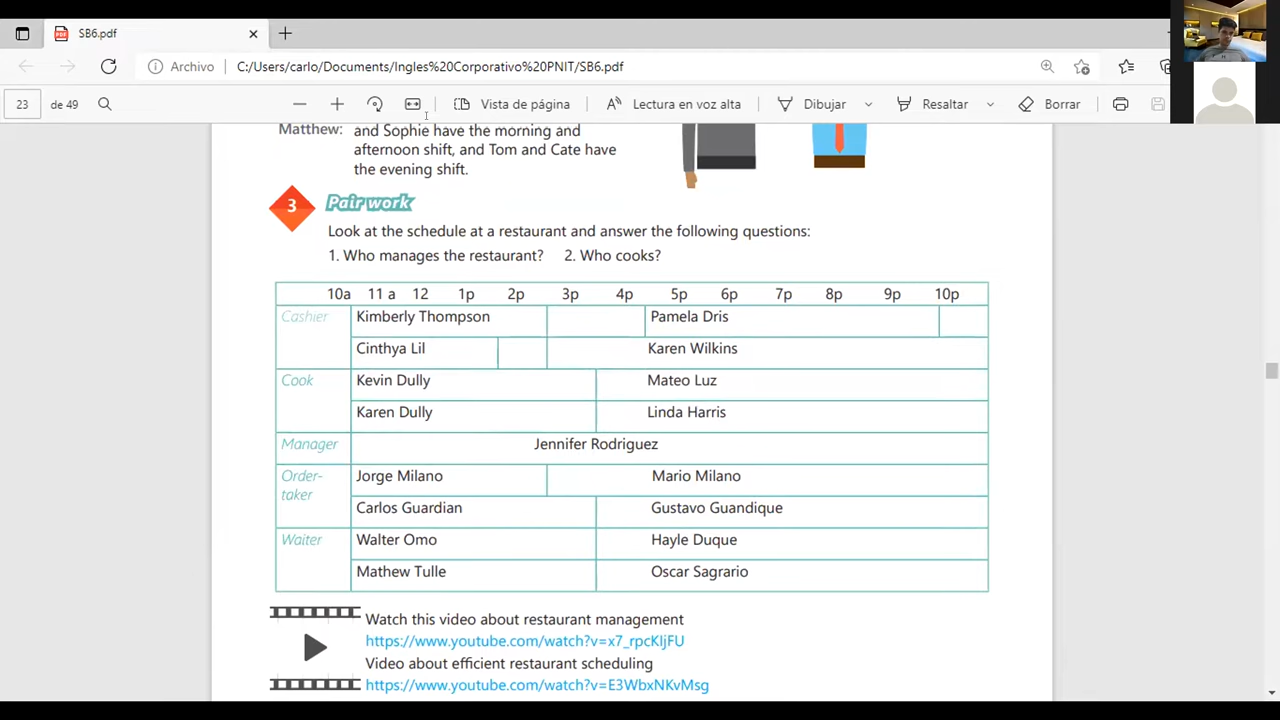 SB6.pdf
Archivo C:/Users/carlo/Documents/Ingles%20Corporativo%20PNIT/SB6.pdf
23 de 49 Vista de página Lectura en voz alta Dibujar Resaltar Borrar
Matthew: and Sophie have the morning and
afternoon shift, and Tom and Cate have
the evening shift.
3 Pair work
Look at the schedule at a restaurant and answer the following questions:
1. Who manages the restaurant? 2. Who cooks?
10a 11 a 12 1p 2p 3p 4p 5p 6p 7p 8p 9p 10p
Cashier Kimberly Thompson Pamela Dris
Cinthya Lil Karen Wilkins
Cook Kevin Dully Mateo Luz
Karen Dully Linda Harris
Manager Jennifer Rodriguez
Order-
taker Jorge Milano Mario Milano
Carlos Guardian Gustavo Guandique
Waiter Walter Omo Hayle Duque
Mathew Tulle Oscar Sagrario
Watch this video about restaurant management
https://www.youtube.com/watch?v=x7_rpcKIjFU
Video about efficient restaurant scheduling
https://www.youtube.com/watch?v=E3WbxNKvMsg